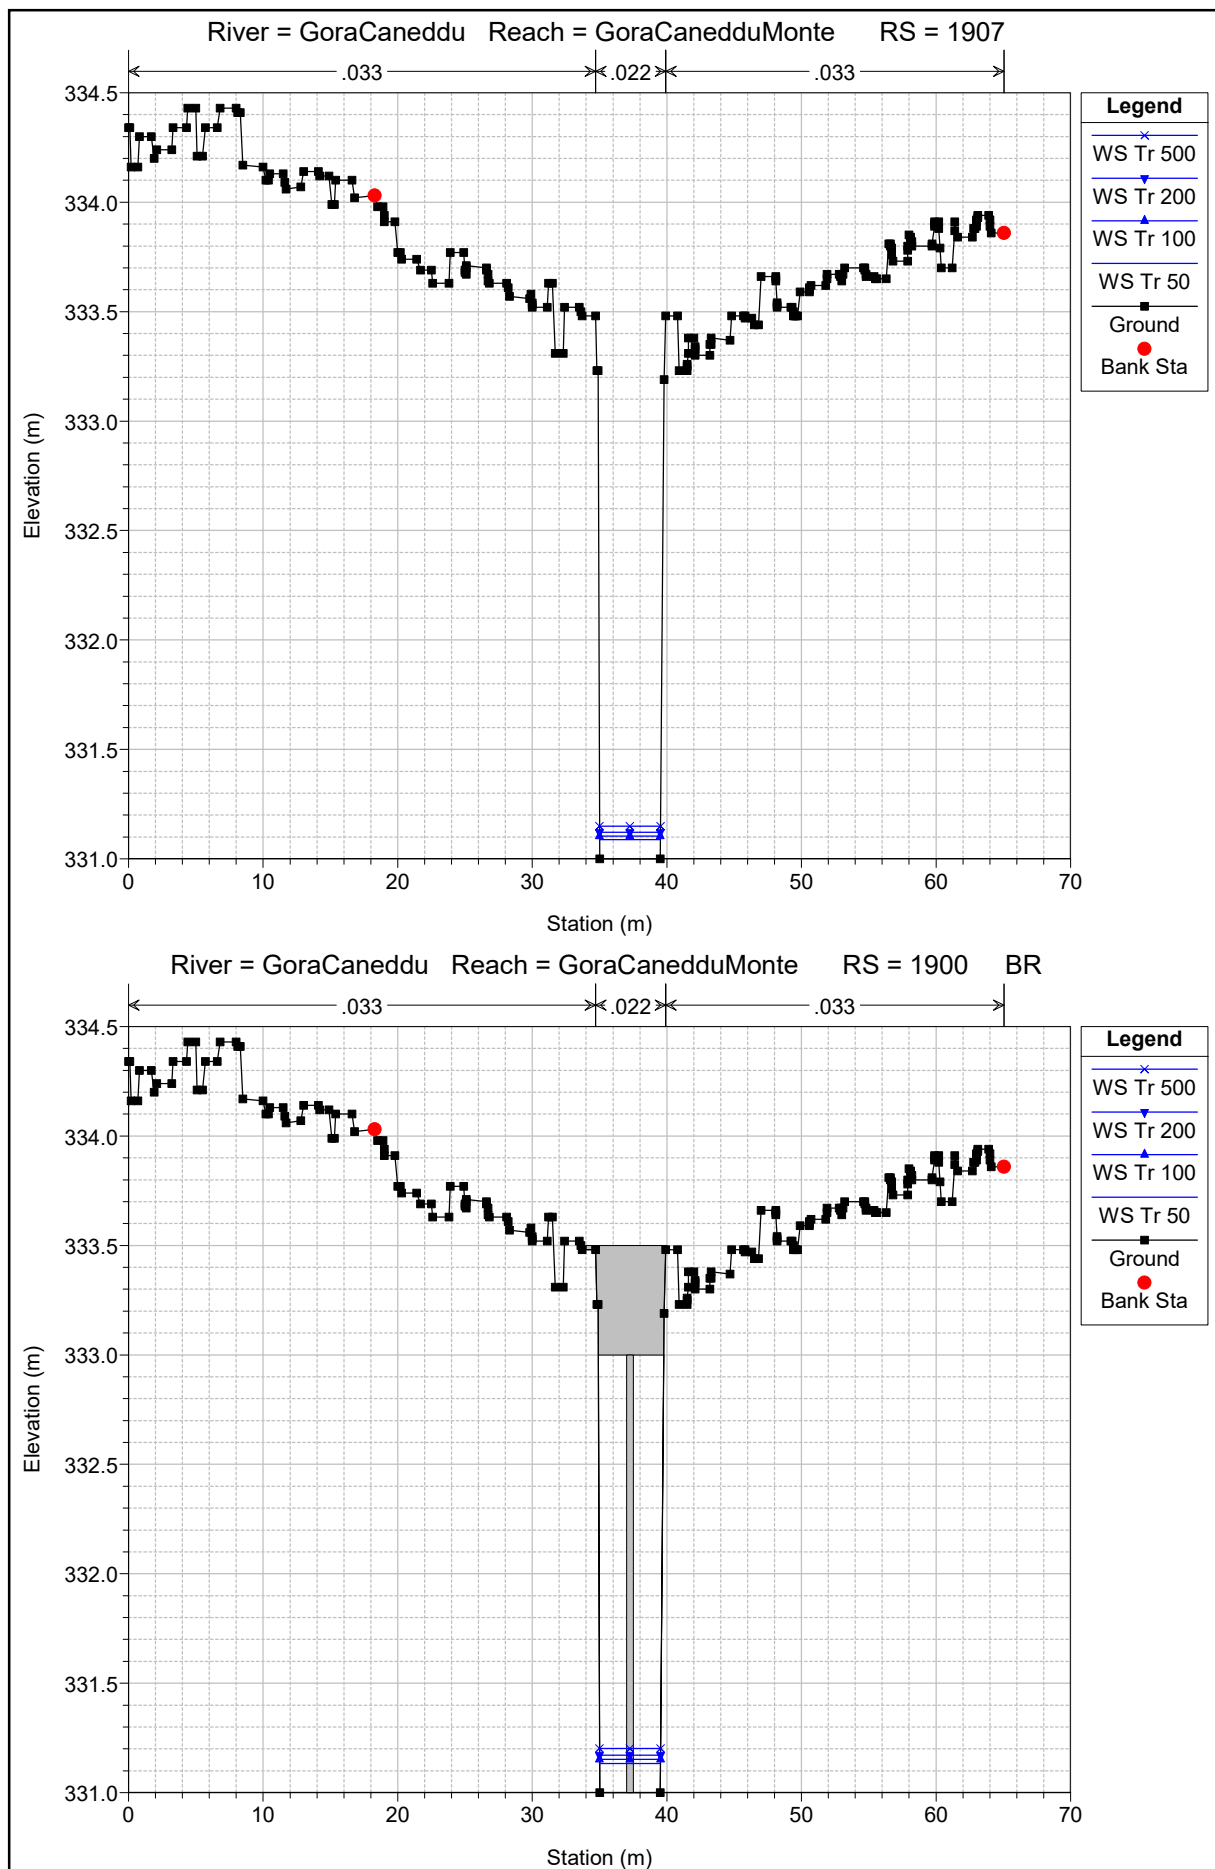 River = GoraCaneddu Reach = GoraCanedduMonte RS = 1907
.033 .022 .033
334.5
334.0
333.5
333.0
332.5
332.0
331.5
331.0
Elevation (m)
0 10 20 30 40 50 60 70
Station (m)
Legend
WS Tr 500
WS Tr 200
WS Tr 100
WS Tr 50
Ground
Bank Sta
River = GoraCaneddu Reach = GoraCanedduMonte RS = 1900 BR
.033 .022 .033
334.5
334.0
333.5
333.0
332.5
332.0
331.5
331.0
Elevation (m)
0 10 20 30 40 50 60 70
Station (m)
Legend
WS Tr 500
WS Tr 200
WS Tr 100
WS Tr 50
Ground
Bank Sta